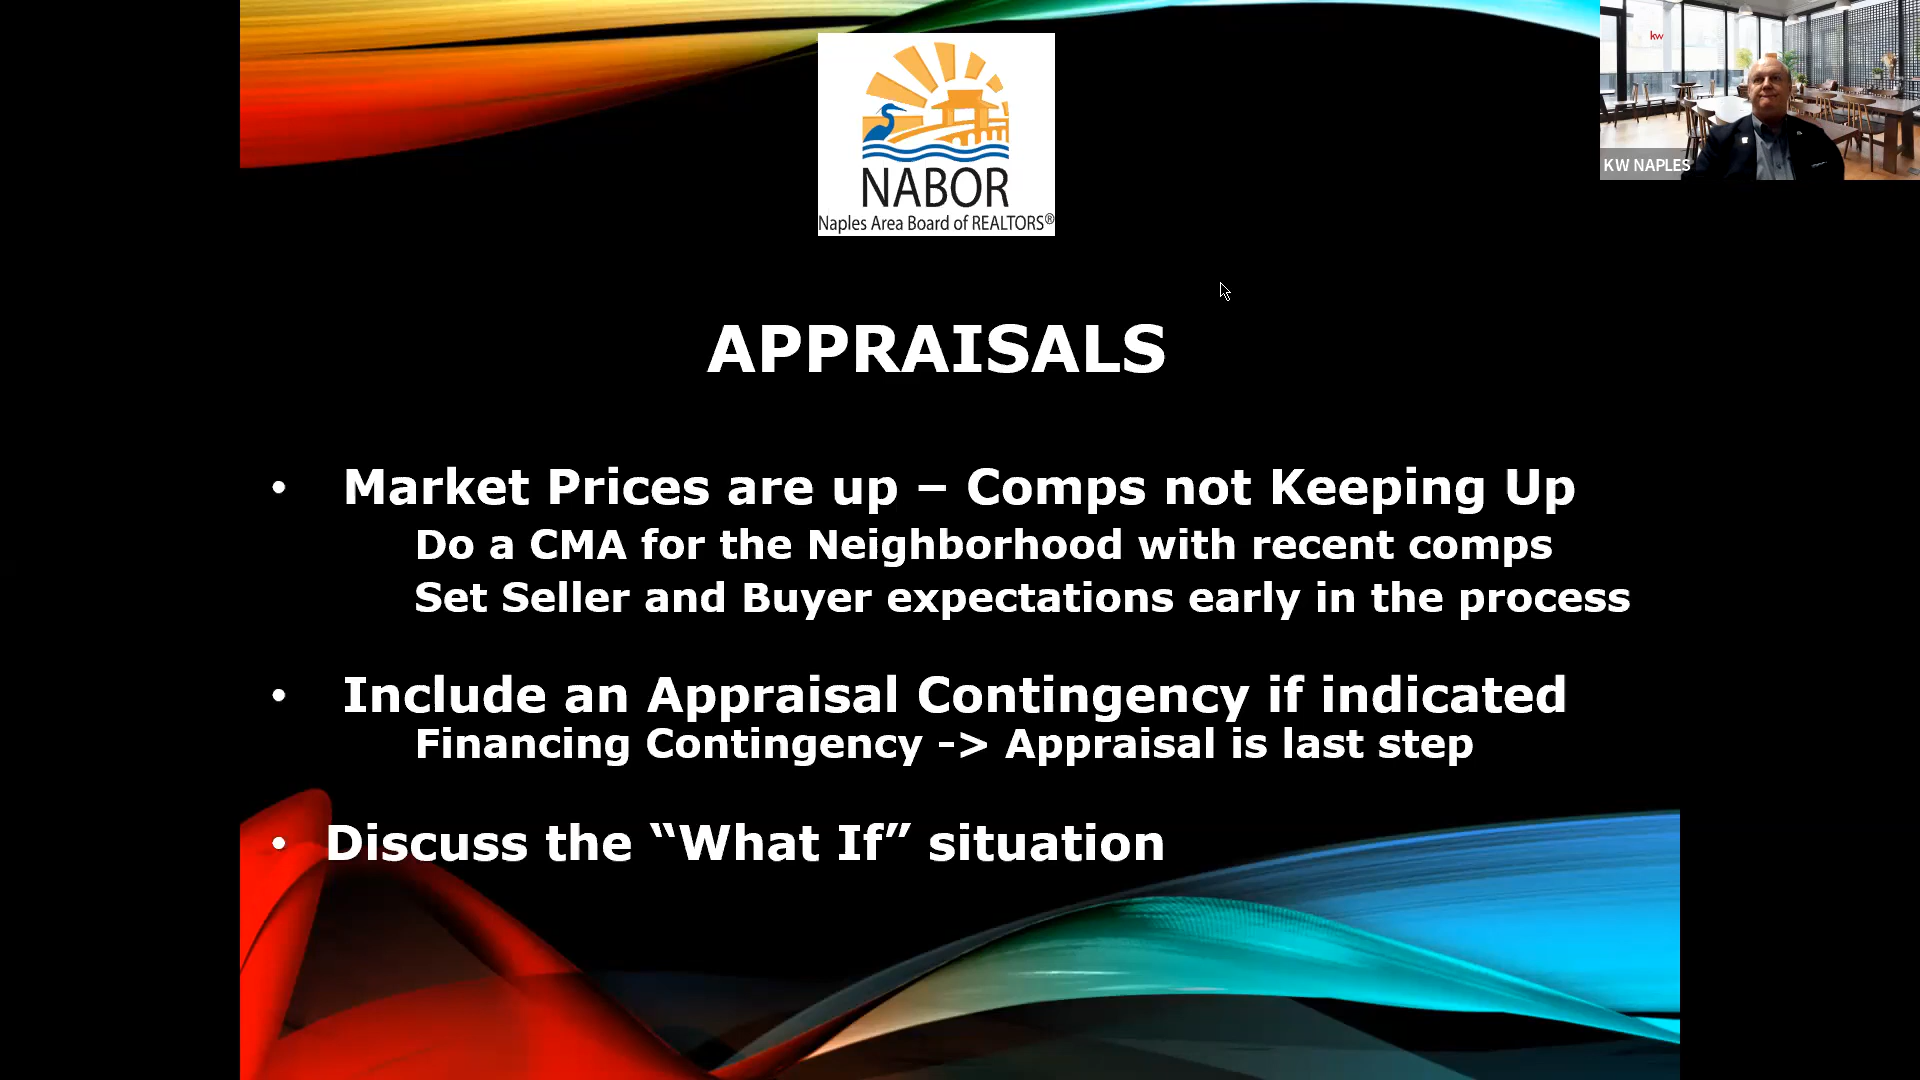 kw
KW NAPLES
NABOR
Naples Area Board of REALTORS®
APPRAISALS
• Market Prices are up – Comps not Keeping Up
Do a CMA for the Neighborhood with recent comps
Set Seller and Buyer expectations early in the process
• Include an Appraisal Contingency if indicated
Financing Contingency -> Appraisal is last step
• Discuss the “What If” situation